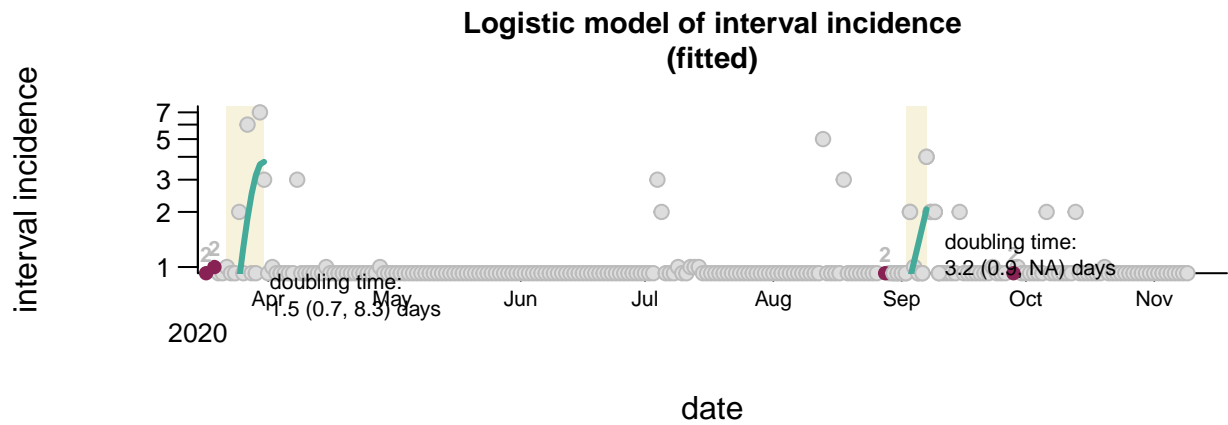 Logistic model of interval incidence
(fitted)
interval incidence
7
5
3
2
1
2
2
2
2
doubling time:
1.5 (0.7, 8.3) days
doubling time:
3.2 (0.9, NA) days
Apr
May
Jun
Jul
Aug
Sep
Oct
Nov
2020
date